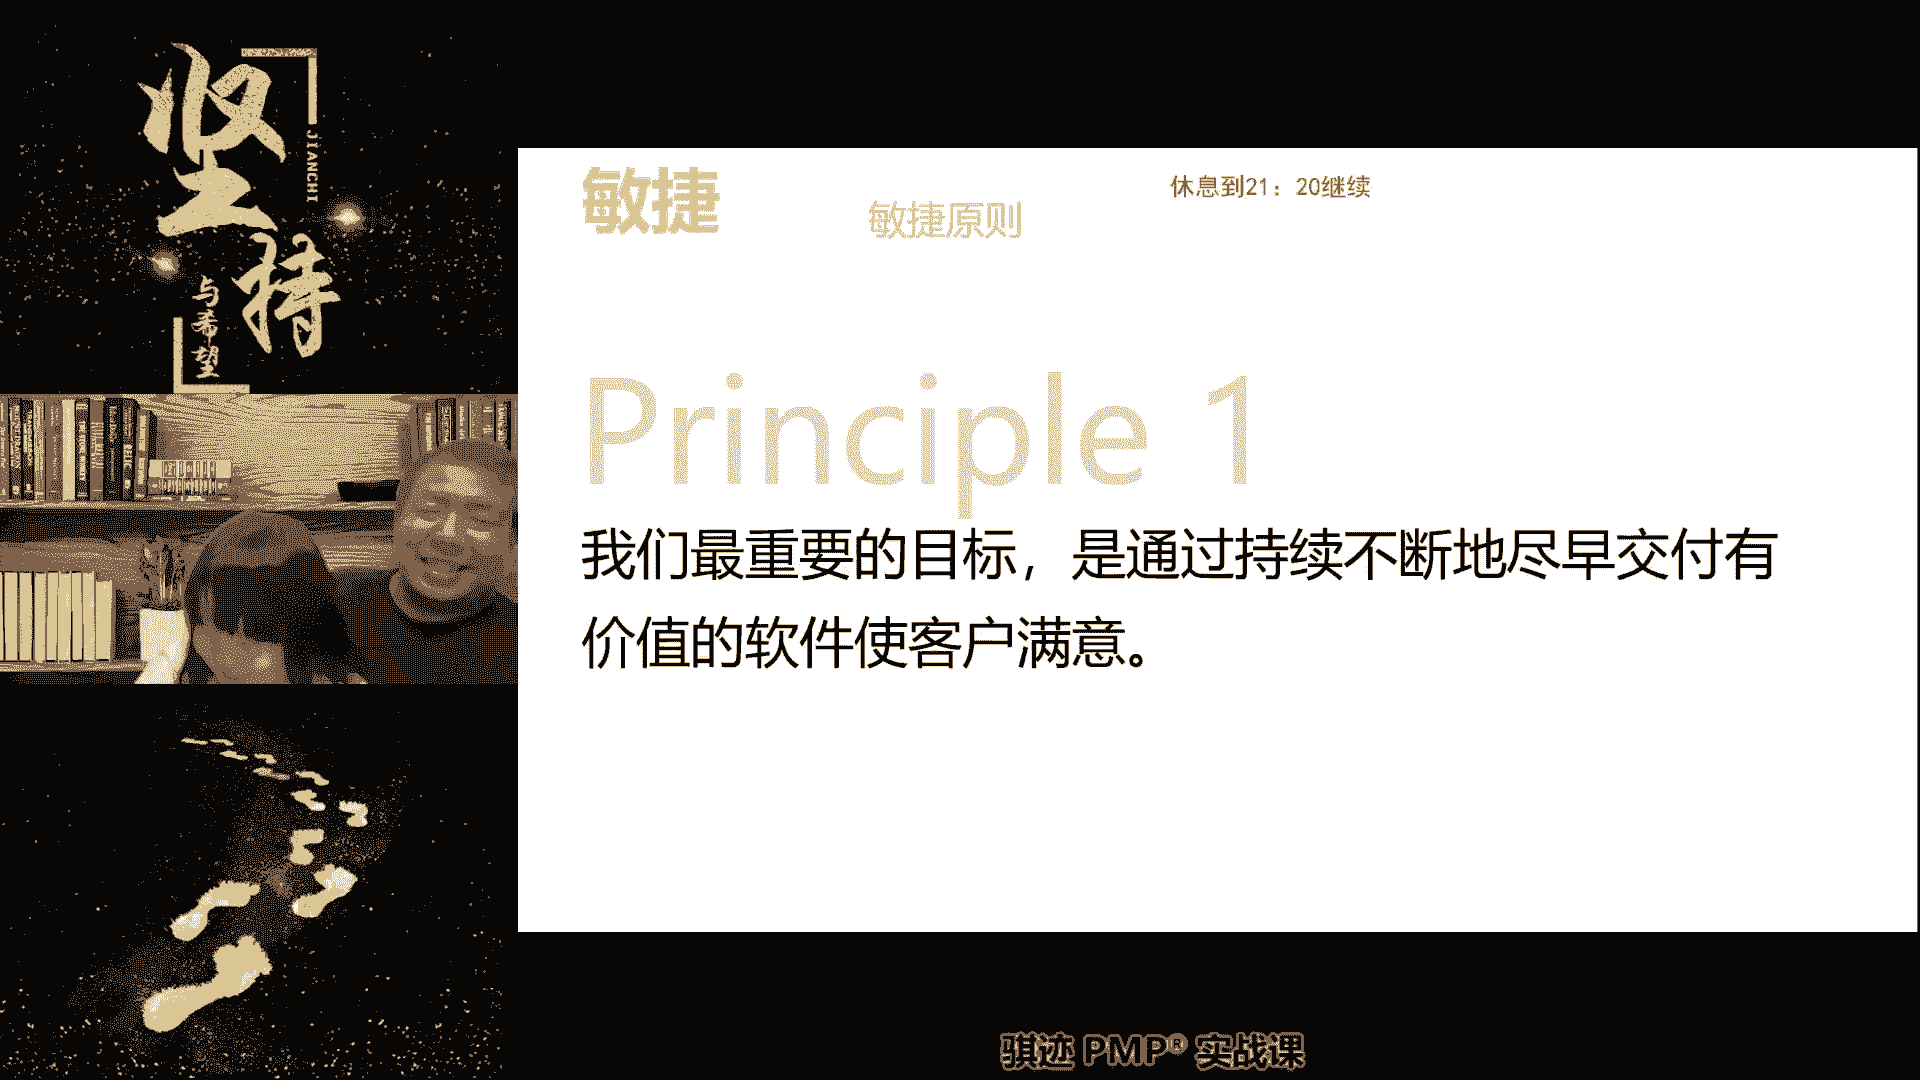 坚持
JIANCHI
与希望
敏捷
敏捷原则
休息到21：20继续
Principle 1
我们最重要的目标，是通过持续不断地尽早交付有
价值的软件使客户满意。
骐迹 PMP® 实战课